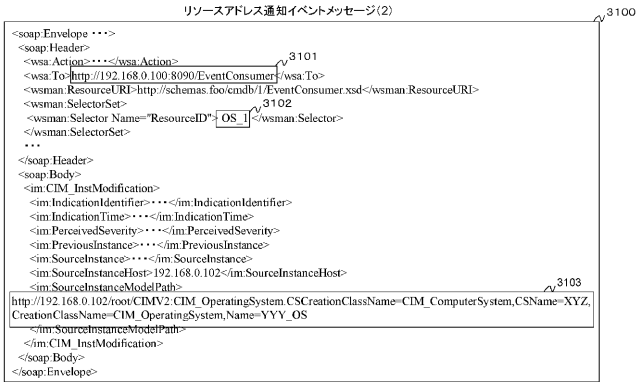 リソースアドレス通知イベントメッセージ(2)
3100
<soap:Envelope ・・・>
<soap:Header>
<wsa:Action>・・・</wsa:Action>
3101
<wsa:To>http://192.168.0.100:8090/EventConsumer</wsa:To>
<wsman:ResourceURI>http://schemas.foo/cmdb/1/EventConsumer.xsd</wsman:ResourceURI>
<wsman:SelectorSet>
3102
<wsman:Selector Name="ResourceID"> OS_1 </wsman:Selector>
</wsman:SelectorSet>
・・・
</soap:Header>
<soap:Body>
<im:CIM_InstModification>
<im:IndicationIdentifier>・・・</im:IndicationIdentifier>
<im:IndicationTime>・・・</im:IndicationTime>
<im:PerceivedSeverity>・・・</im:PerceivedSeverity>
<im:PreviousInstance>・・・</im:PreviousInstance>
<im:SourceInstance>・・・</im:SourceInstance>
<im:SourceInstanceHost>192.168.0.102</im:SourceInstanceHost>
<im:SourceInstanceModelPath>
3103
http://192.168.0.102/root/CIMV2:CIM_OperatingSystem.CSCreationClassName=CIM_ComputerSystem,CSName=XYZ,
CreationClassName=CIM_OperatingSystem,Name=YYY_OS
</im:SourceInstanceModelPath>
</im:CIM_InstModification>
</soap:Body>
</soap:Envelope>